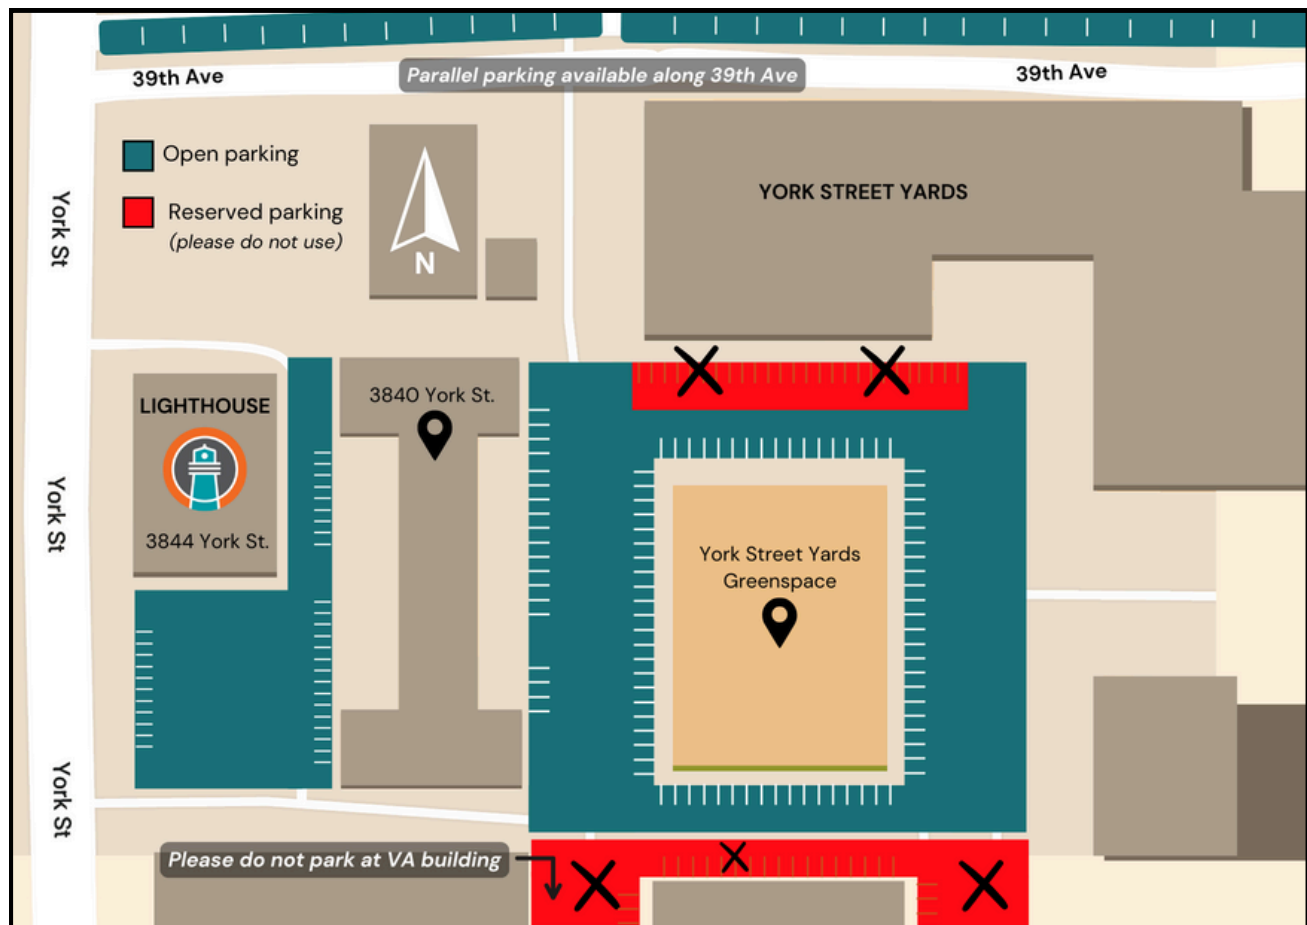 39th Ave
Parallel parking available along 39th Ave
39th Ave
Open parking
Reserved parking
(please do not use)
N
YORK STREET YARDS
York St
LIGHTHOUSE
3844 York St.
3840 York St.
York St
York Street Yards
Greenspace
York St
Please do not park at VA building